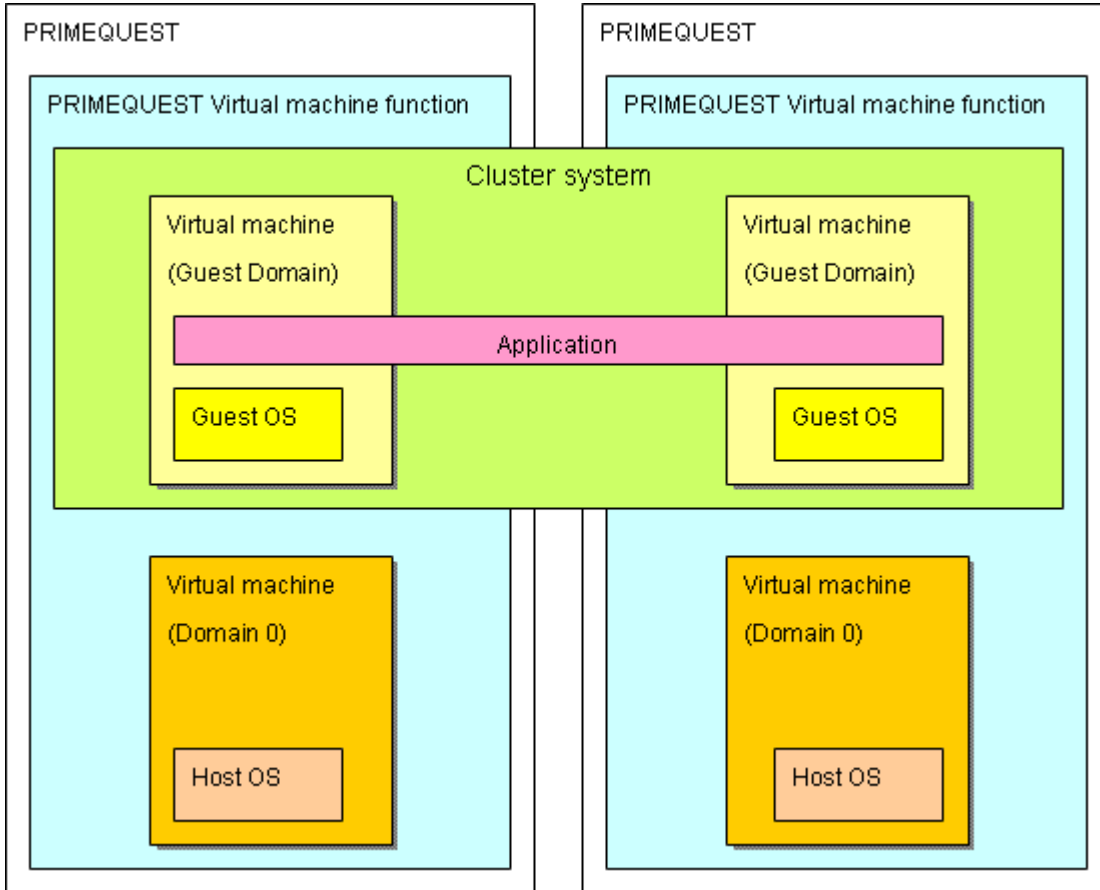 PRIMEQUEST
PRIMEQUEST Virtual machine function
PRIMEQUEST
PRIMEQUEST Virtual machine function
Cluster system
Virtual machine
(Guest Domain)
Virtual machine
(Guest Domain)
Application
Guest OS
Guest OS
Virtual machine
(Domain 0)
Host OS
Virtual machine
(Domain 0)
Host OS